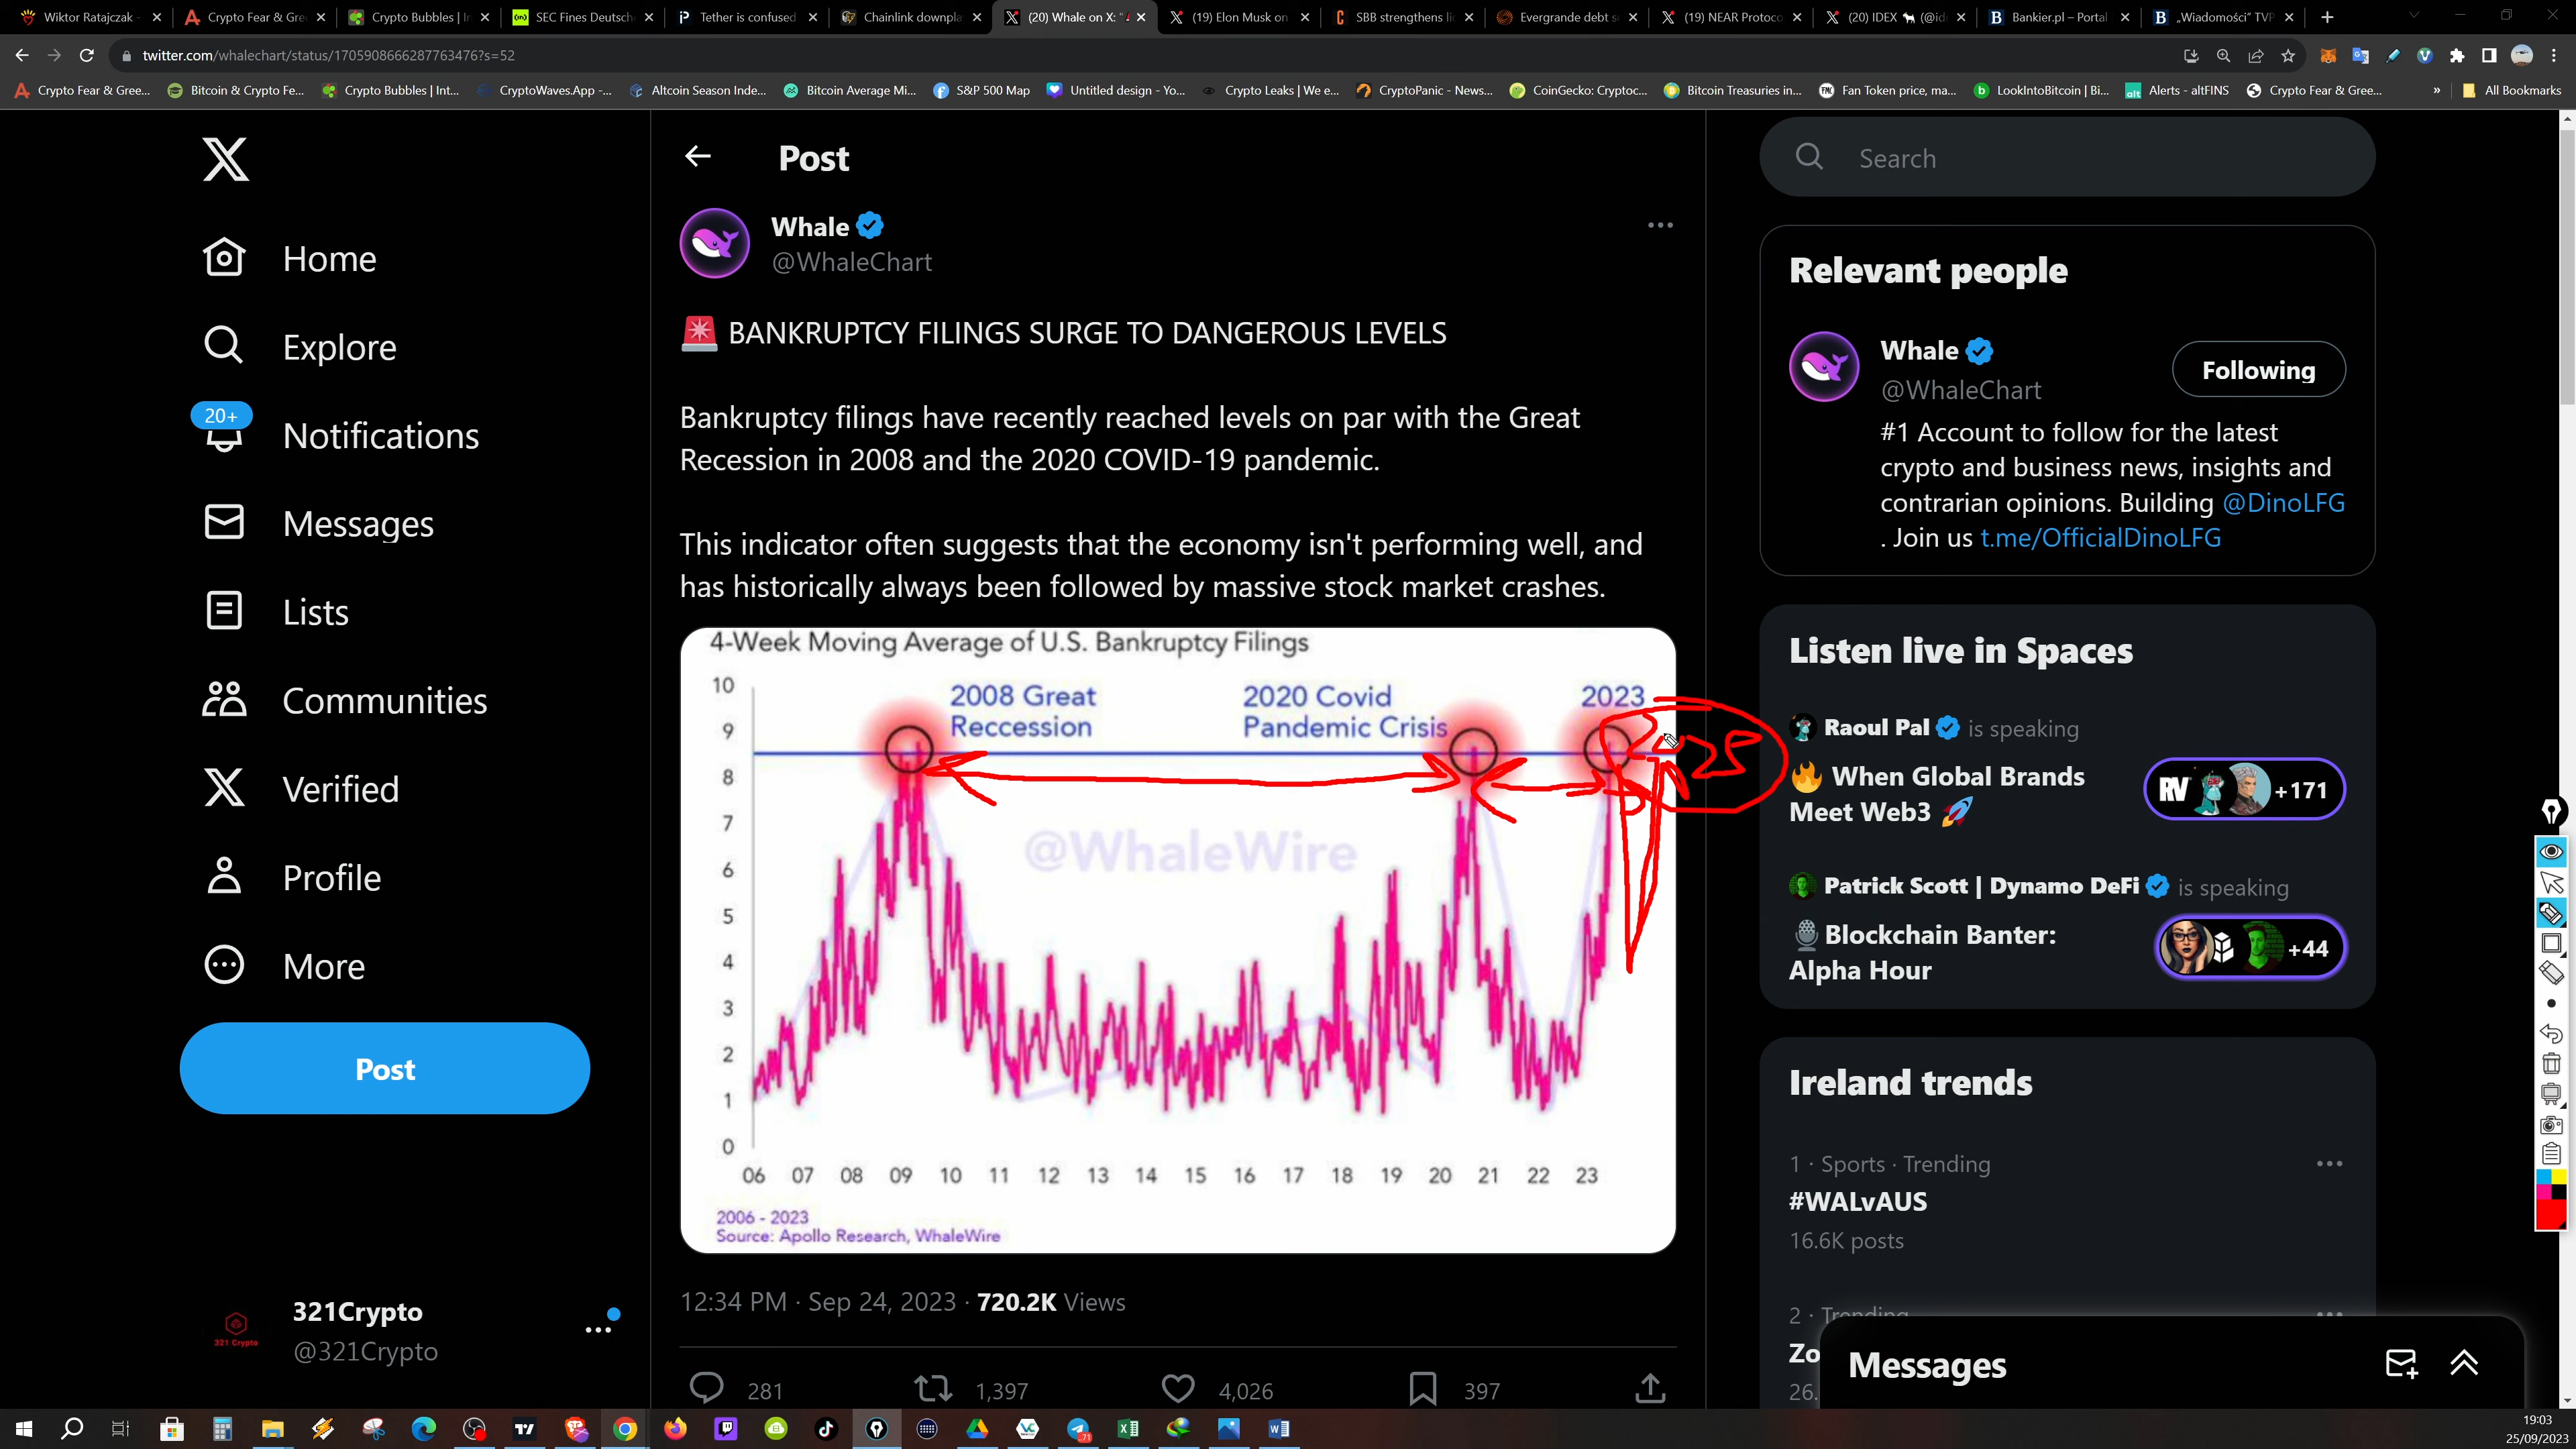 Wiktor Ratajczak -
Crypto Fear & Gre
Crypto Bubbles | In
SEC Fines Deutsch
Tether is confused
Chainlink downpla
(20) Whale on X: "
(19) Elon Musk on
SBB strengthens li
Evergrande debt s
(19) NEAR Protoco
(20) IDEX (@id
Bankier.pl – Portal
„Wiadomości" TVP
twitter.com/whalechart/status/1705908666287763476?s=52
Crypto Fear & Gree...
Bitcoin & Crypto Fe...
Crypto Bubbles | Int...
CryptoWaves.App -...
Altcoin Season Inde...
Bitcoin Average Mi...
S&P 500 Map
Untitled design - Yo...
Crypto Leaks | We e...
CryptoPanic - News...
CoinGecko: Cryptoc...
Bitcoin Treasuries in...
Fan Token price, ma...
LookIntoBitcoin | Bi...
Alerts - altFINS
Crypto Fear & Gree...
»
All Bookmarks
Home
Explore
20+
Notifications
Messages
Lists
Communities
Verified
Profile
More
Post
321Crypto
@321Crypto
321 Crypto
Post
Whale
@WhaleChart
🚨 BANKRUPTCY FILINGS SURGE TO DANGEROUS LEVELS
Bankruptcy filings have recently reached levels on par with the Great
Recession in 2008 and the 2020 COVID-19 pandemic.
This indicator often suggests that the economy isn't performing well, and
has historically always been followed by massive stock market crashes.
4-Week Moving Average of U.S. Bankruptcy Filings
10
9
8
7
6
5
4
3
2
1
0
2008 Great
Reccession
2020 Covid
Pandemic Crisis
2023
2025
@WhaleWire
06 07 08 09 10 11 12 13 14 15 16 17 18 19 20 21 22 23
2006 - 2023
Source: Apollo Research, WhaleWire
12:34 PM · Sep 24, 2023 · 720.2K Views
281
1,397
4,026
397
Search
Relevant people
Whale
@WhaleChart
Following
#1 Account to follow for the latest
crypto and business news, insights and
contrarian opinions. Building @DinoLFG
. Join us t.me/OfficialDinoLFG
Listen live in Spaces
Raoul Pal is speaking
🔥 When Global Brands
Meet Web3 🚀
RV
+171
Patrick Scott | Dynamo DeFi is speaking
🎙️Blockchain Banter:
Alpha Hour
+44
Ireland trends
1 · Sports · Trending
#WALvAUS
16.6K posts
2 · Trending
Zo
26.
Messages
71
19:03
25/09/2023